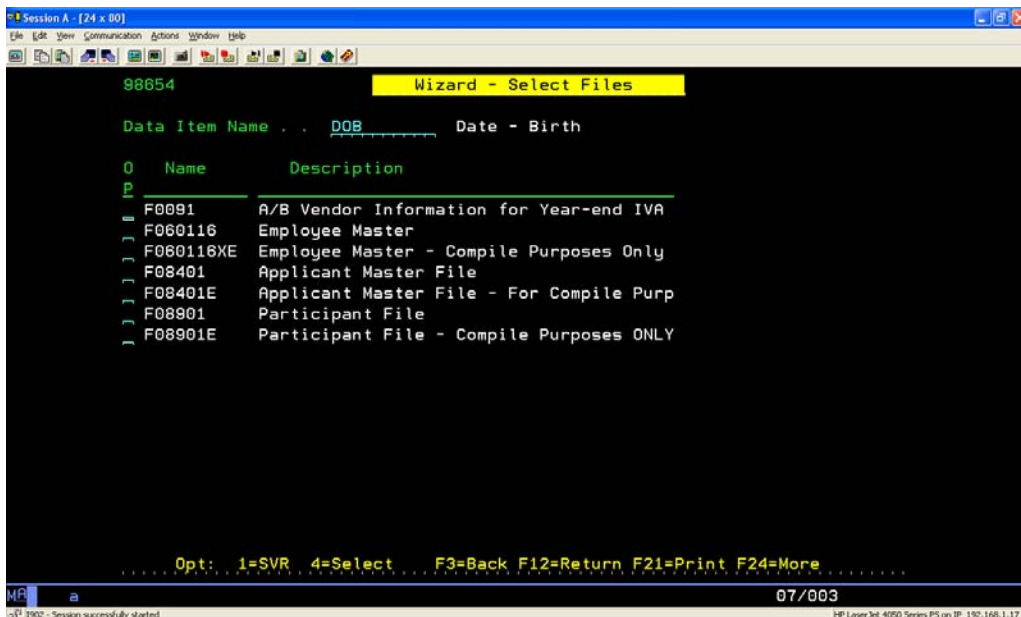 Session A - [24 x 80]
File Edit View Communication Actions Window Help
98654 Wizard - Select Files
Data Item Name . . DOB Date - Birth
O Name Description
P
F0091 A/B Vendor Information for Year-end IVA
F060116 Employee Master
F060116XE Employee Master - Compile Purposes Only
F08401 Applicant Master File
F08401E Applicant Master File - For Compile Purp
F08901 Participant File
F08901E Participant File - Compile Purposes ONLY
Opt: 1=SVR 4=Select F3=Back F12=Return F21=Print F24=More
MA a 07/003
I902 - Session successfully started HP LaserJet 4050 Series PS on IP_192.168.1.17